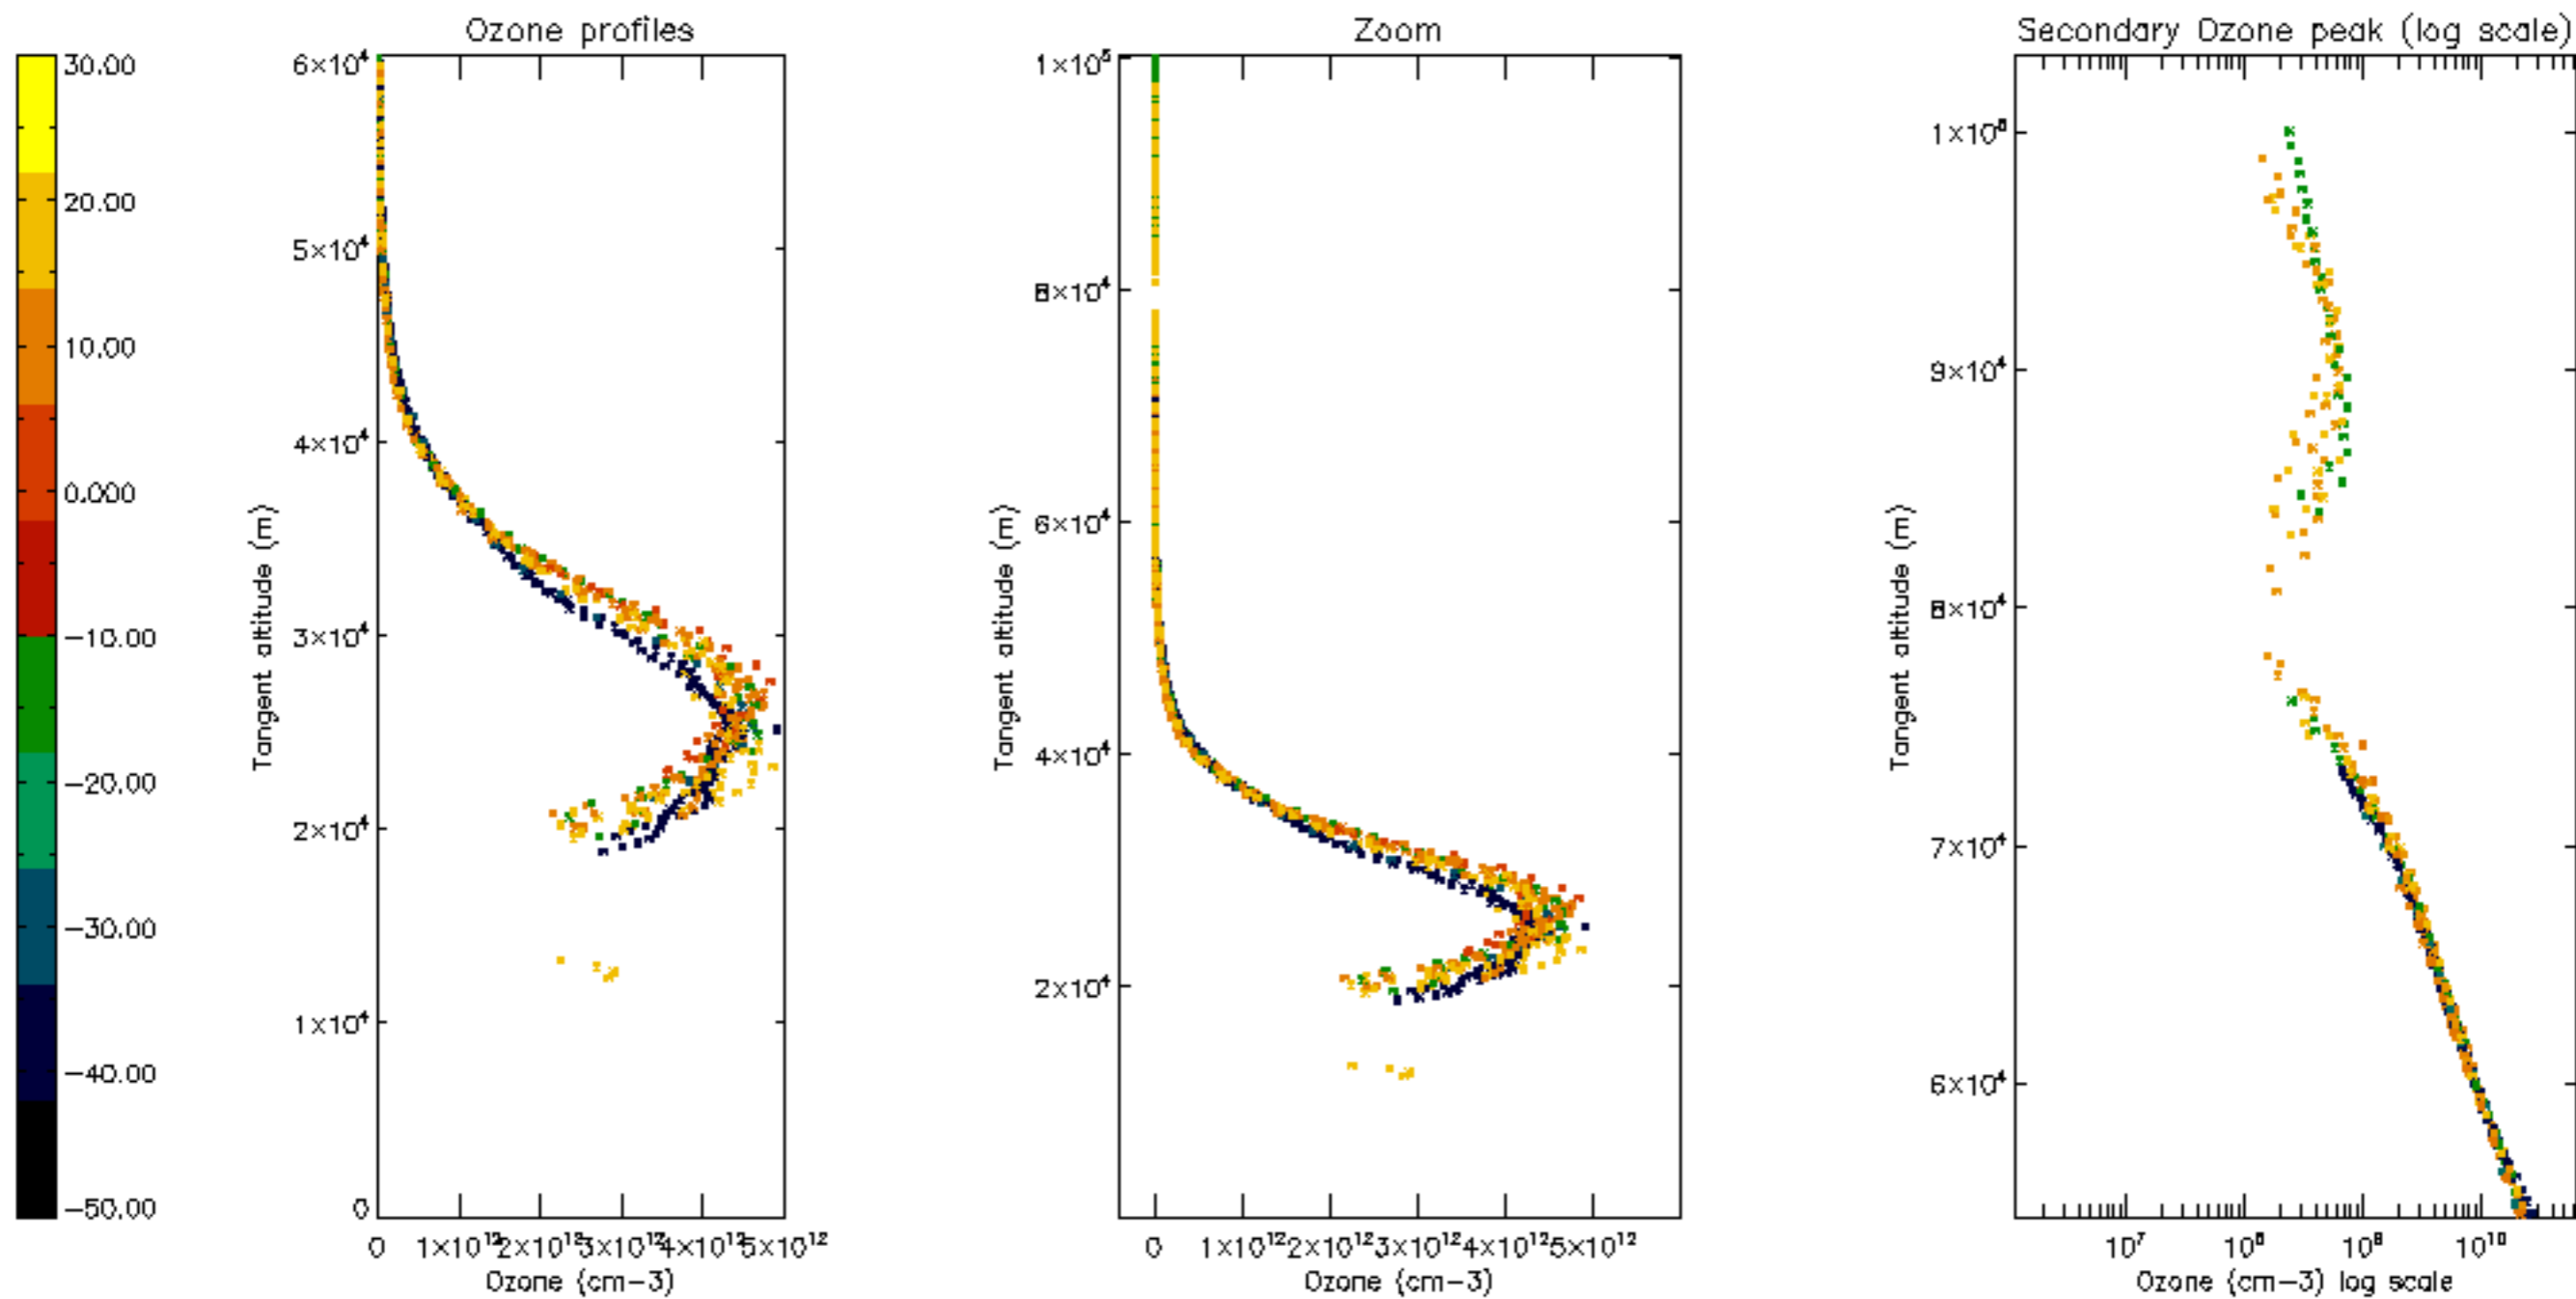 Ozone profiles
Zoom
Secondary Ozone peak (log scale)
30.00
20.00
10.00
0.000
−10.00
−20.00
−30.00
−40.00
−50.00
Tangent altitude (m)
6×10⁴
5×10⁴
4×10⁴
3×10⁴
2×10⁴
1×10⁴
0
0 1×10¹² 2×10¹² 3×10¹² 4×10¹² 5×10¹²
Ozone (cm−3)
Tangent altitude (m)
1×10⁵
8×10⁴
6×10⁴
4×10⁴
2×10⁴
0 1×10¹² 2×10¹² 3×10¹² 4×10¹² 5×10¹²
Ozone (cm−3)
Tangent altitude (m)
1×10⁵
9×10⁴
8×10⁴
7×10⁴
6×10⁴
10⁷ 10⁸ 10⁹ 10¹⁰
Ozone (cm−3) log scale